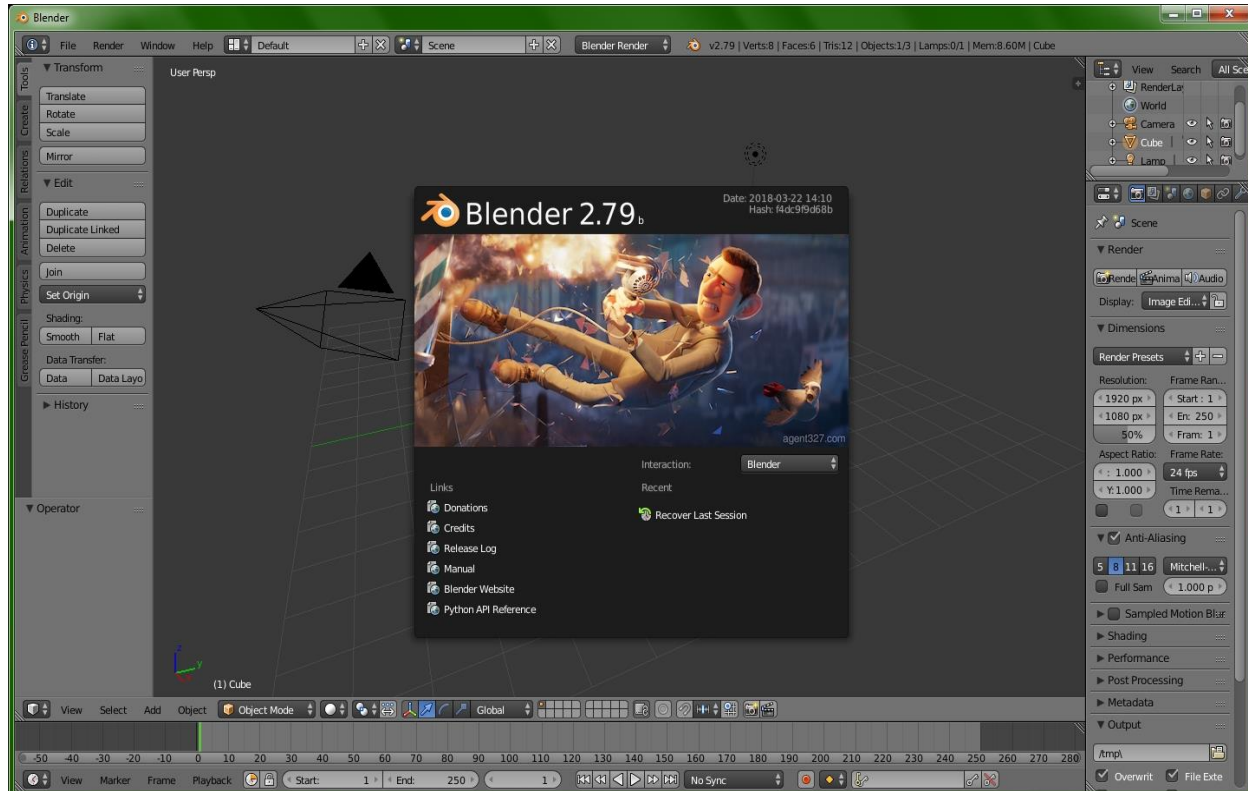 Blender
File Render Window Help Default Scene Blender Render v2.79 | Verts:8 | Faces:6 | Tris:12 | Objects:1/3 | Lamps:0/1 | Mem:8.60M | Cube
Tools
Create
Relations
Animation
Physics
Grease Pencil
Transform
Translate
Rotate
Scale
Mirror
Edit
Duplicate
Duplicate Linked
Delete
Join
Set Origin
Shading:
Smooth Flat
Data Transfer:
Data Data Layo
History
Operator
User Persp
Blender 2.79 b
Date: 2018-03-22 14:10
Hash: f4dc9f9d68b
agent327.com
Interaction: Blender
Links
Donations
Credits
Release Log
Manual
Blender Website
Python API Reference
Recent
Recover Last Session
z
y
(1) Cube
View Select Add Object Object Mode Global
-50 -40 -30 -20 -10 0 10 20 30 40 50 60 70 80 90 100 110 120 130 140 150 160 170 180 190 200 210 220 230 240 250 260 270 280
View Marker Frame Playback Start: 1 End: 250 1 No Sync
View Search All Sce
RenderLay
World
Camera
Cube
Lamp
Scene
Render
Rende Anima Audio
Display: Image Edi...
Dimensions
Render Presets
Resolution: Frame Ran...
1920 px Start : 1
1080 px En: 250
50% Fram: 1
Aspect Ratio: Frame Rate:
: 1.000 24 fps
Y: 1.000 Time Rema...
1 1
Anti-Aliasing
5 8 11 16 Mitchell-...
Full Sam 1.000 p
Sampled Motion Blur
Shading
Performance
Post Processing
Metadata
Output
/tmp\
Overwrit File Exte